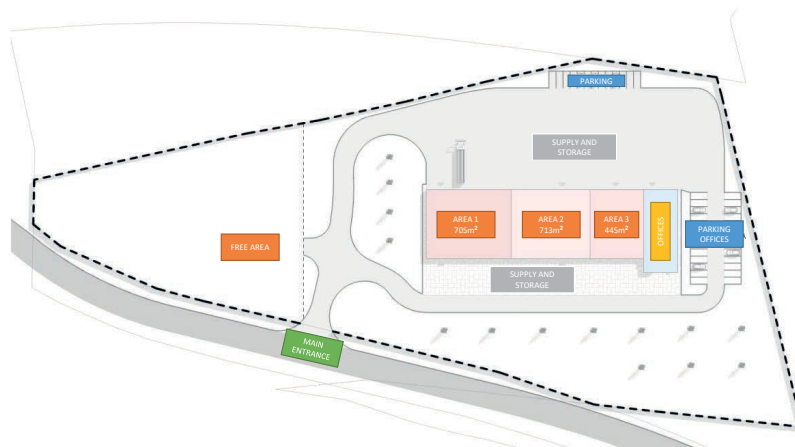 PARKING
SUPPLY AND
STORAGE
AREA 1
705m²
AREA 2
713m²
AREA 3
445m²
OFFICES
PARKING
OFFICES
FREE AREA
SUPPLY AND
STORAGE
MAIN
ENTRANCE